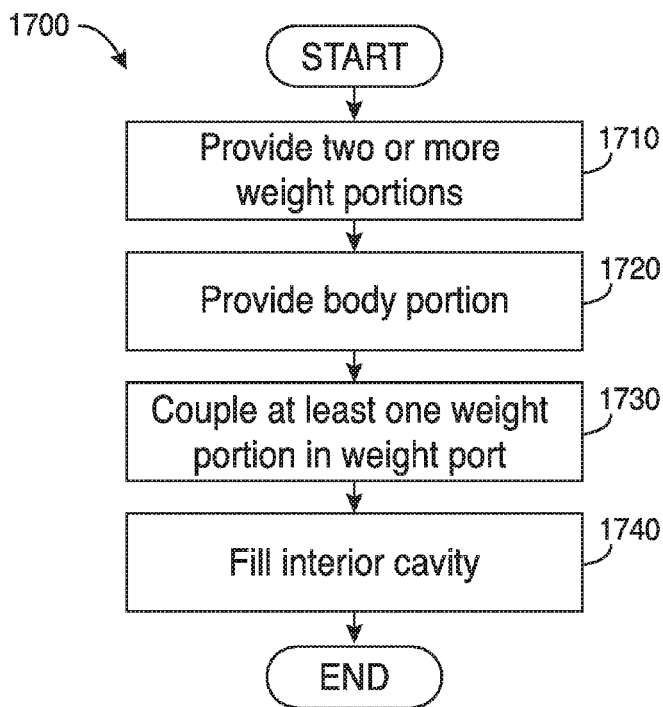 1700
START
Provide two or more
weight portions
1710
Provide body portion
1720
Couple at least one weight
portion in weight port
1730
Fill interior cavity
1740
END